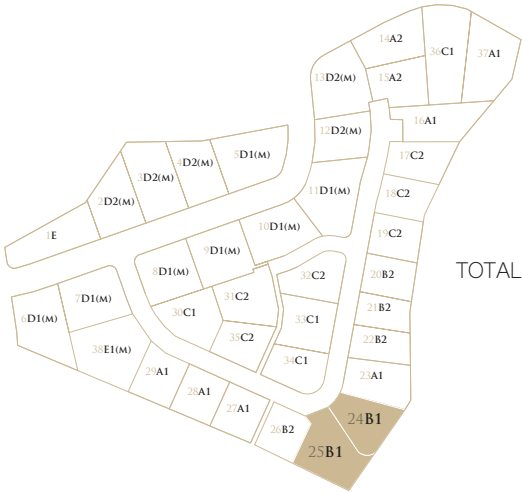 14A2
36C1
37A1
13D2(M)
15A2
16A1
12D2(M)
5D1(M)
4D2(M)
17C2
3D2(M)
11D1(M)
18C2
2D2(M)
10D1(M)
19C2
1E
9D1(M)
8D1(M)
32C2
20B2
TOTAL
7D1(M)
31C2
21B2
6D1(M)
30C1
33C1
35C2
22B2
38E1(M)
34C1
29A1
23A1
28A1
27A1
24B1
26B2
25B1